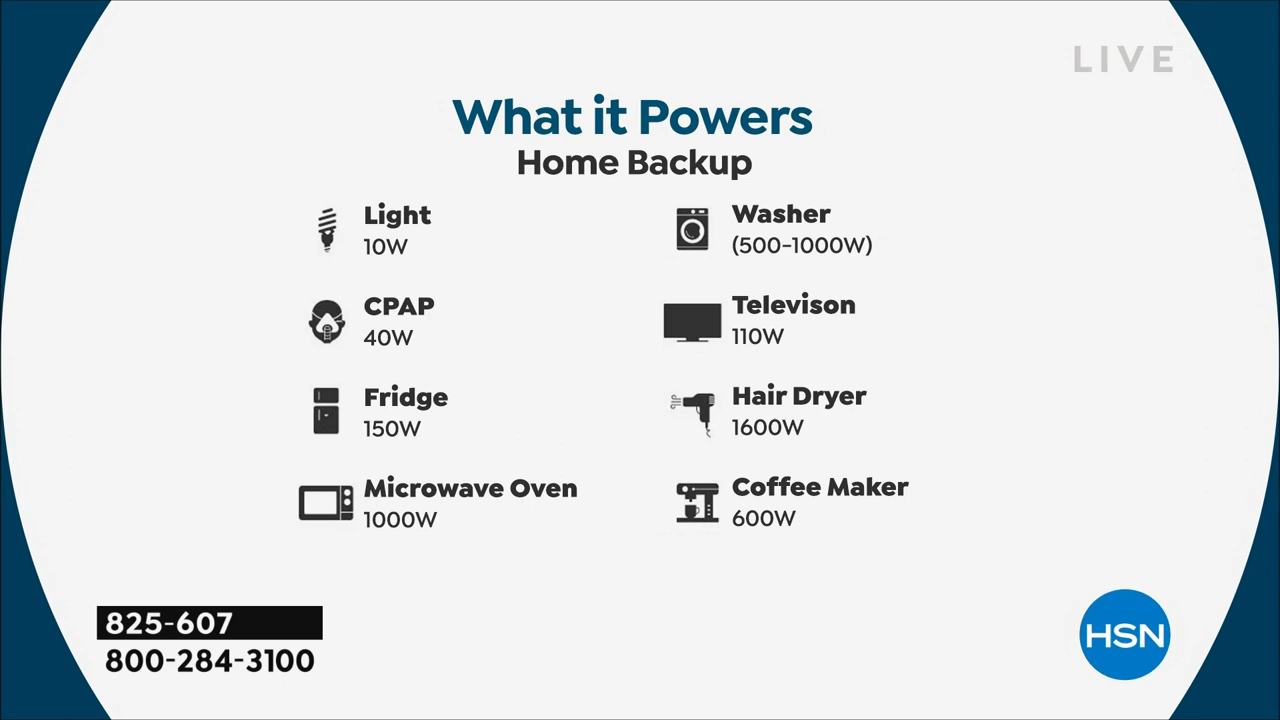 LIVE
What it Powers
Home Backup
Light
10W
Washer
(500-1000W)
CPAP
40W
Televison
110W
Fridge
150W
Hair Dryer
1600W
Microwave Oven
1000W
Coffee Maker
600W
825-607
800-284-3100
HSN